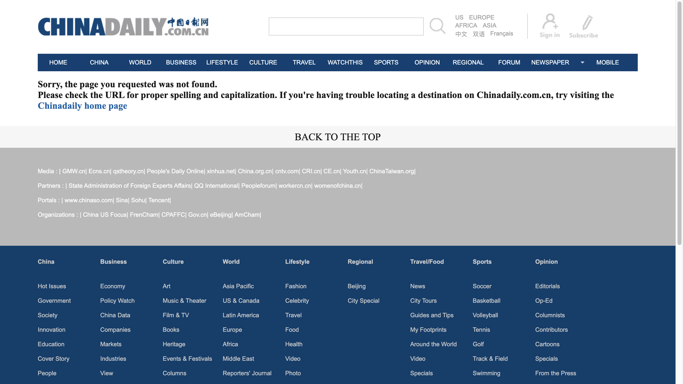 CHINADAILY 中国日报网
.COM.CN
US EUROPE
AFRICA ASIA
中文 双语 Français
Sign in Subscribe
HOME CHINA WORLD BUSINESS LIFESTYLE CULTURE TRAVEL WATCHTHIS SPORTS OPINION REGIONAL FORUM NEWSPAPER MOBILE
Sorry, the page you requested was not found.
Please check the URL for proper spelling and capitalization. If you're having trouble locating a destination on Chinadaily.com.cn, try visiting the
Chinadaily home page
BACK TO THE TOP
Media : | GMW.cn| Ecns.cn| qstheory.cn| People's Daily Online| xinhua.net| China.org.cn| cntv.com| CRI.cn| CE.cn| Youth.cn| ChinaTaiwan.org|
Partners : | State Administration of Foreign Experts Affairs| QQ International| Peopleforum| workeron.cn| womenofchina.cn|
Portals : | www.chinaso.com| Sina| Sohu| Tencent|
Organizations : | China US Focus| FrenCham| CPAFFC| Gov.cn| eBeijing| AmCham|
China Business Culture World Lifestyle Regional Travel/Food Sports Opinion
Hot Issues Economy Art Asia Pacific Fashion Beijing News Soccer Editorials
Government Policy Watch Music & Theater US & Canada Celebrity City Special City Tours Basketball Op-Ed
Society China Data Film & TV Latin America Travel Guides and Tips Volleyball Columnists
Innovation Companies Books Europe Food My Footprints Tennis Contributors
Education Markets Heritage Africa Health Around the World Golf Cartoons
Cover Story Industries Events & Festivals Middle East Video Video Track & Field Specials
People View Columns Reporters' Journal Photo Specials Swimming From the Press